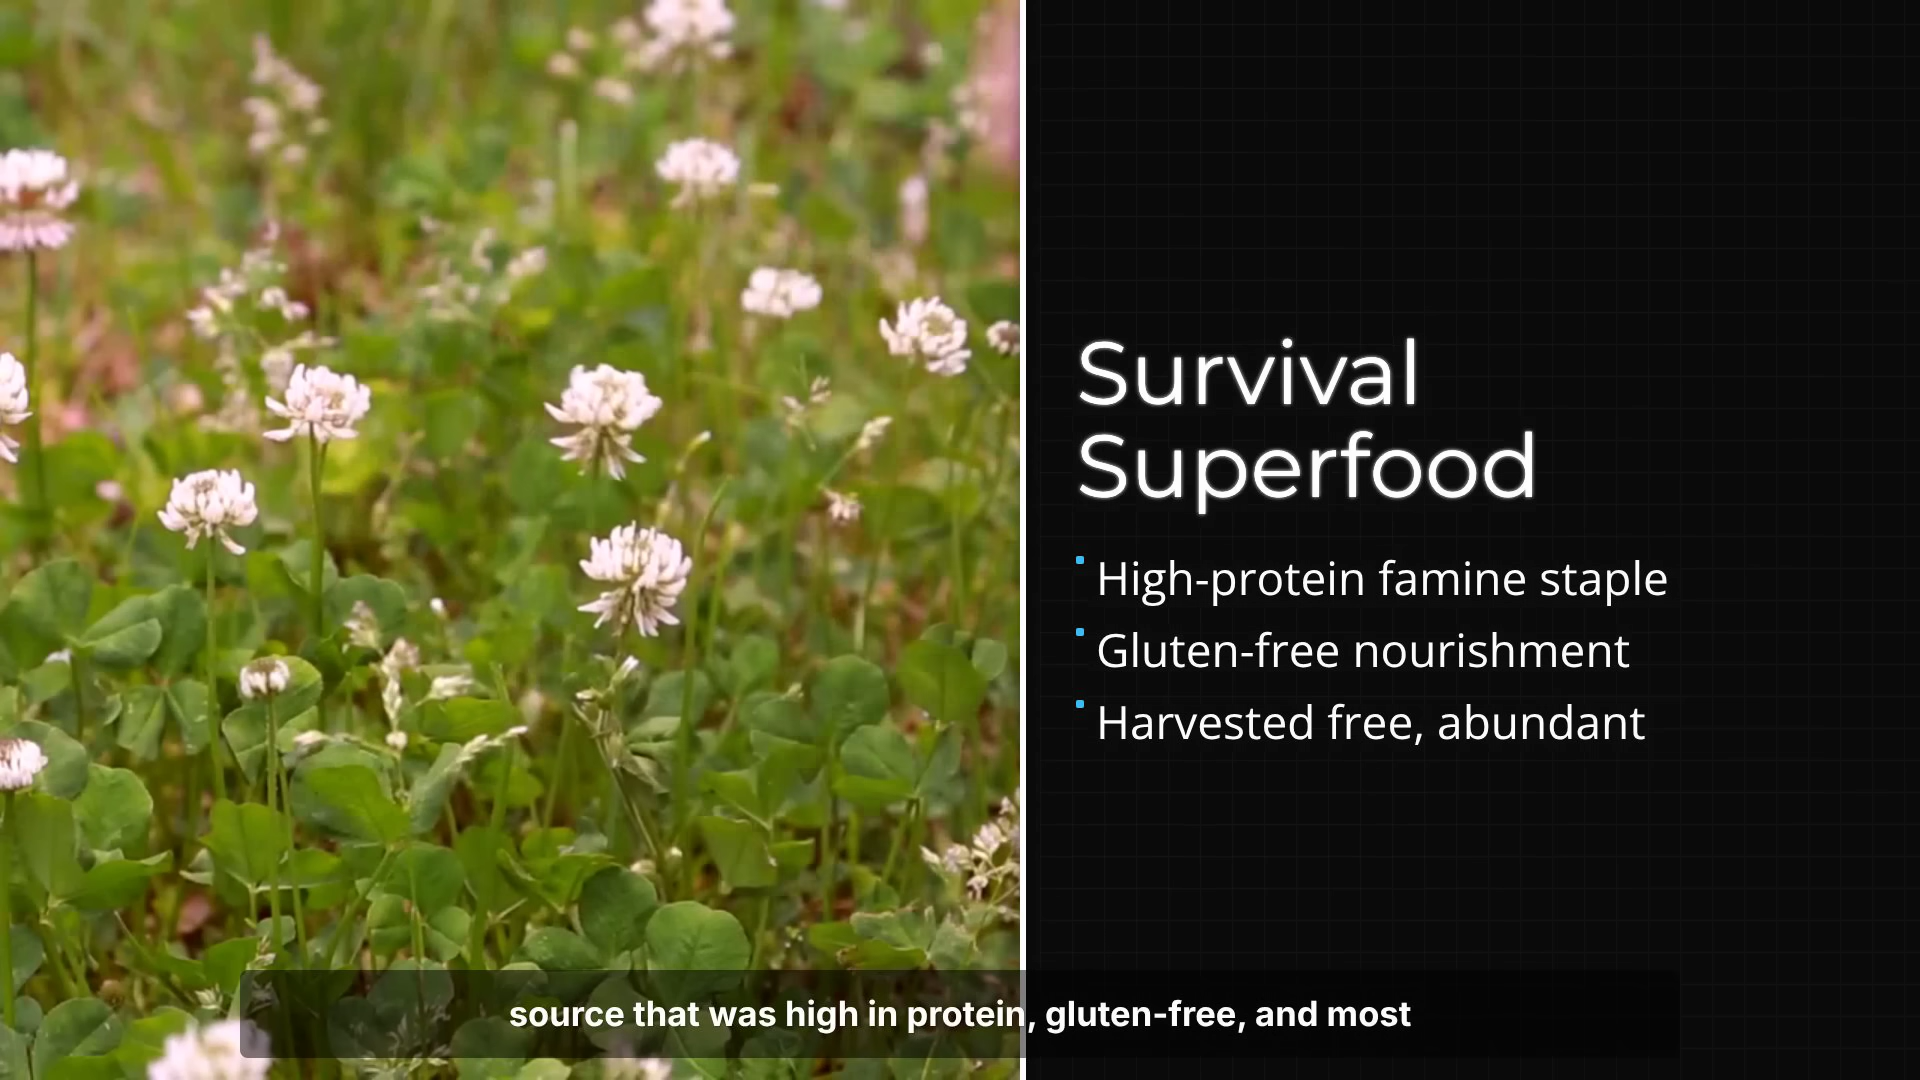 Survival
Superfood
High-protein famine staple
Gluten-free nourishment
Harvested free, abundant
source that was high in protein, gluten-free, and most